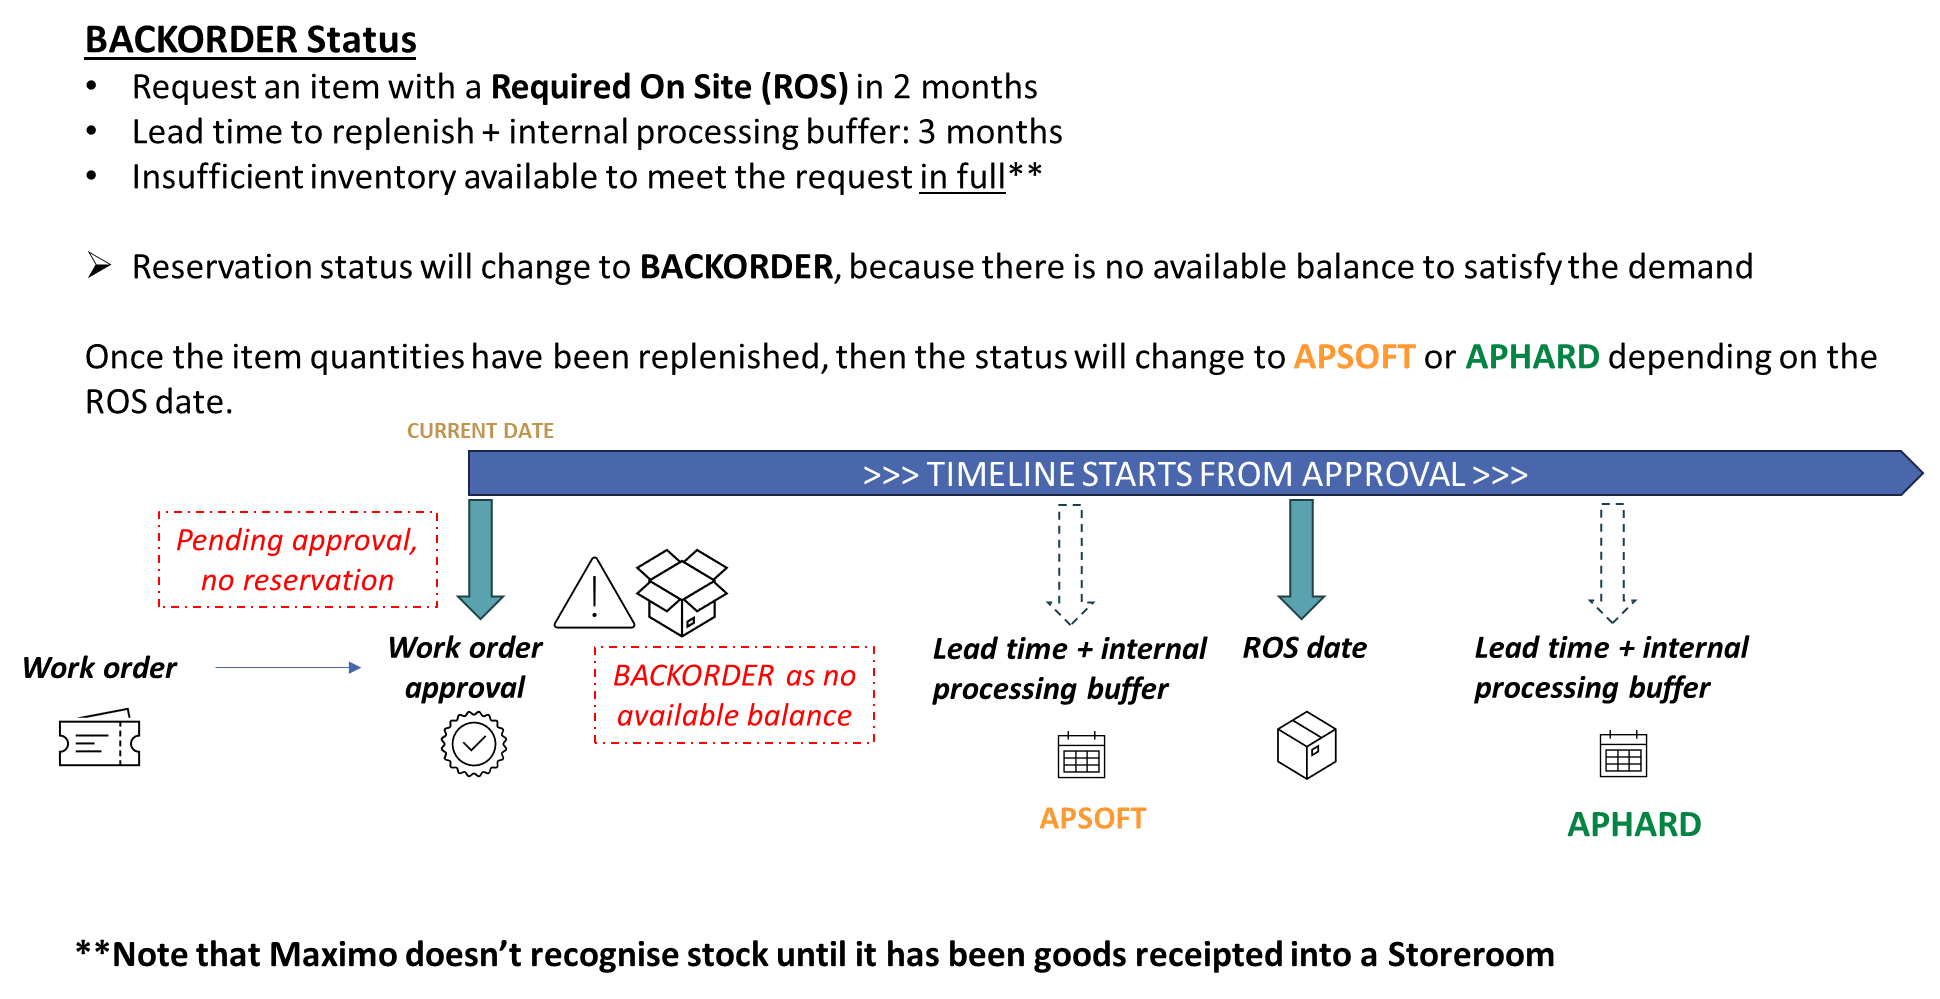 BACKORDER Status
• Request an item with a Required On Site (ROS) in 2 months
• Lead time to replenish + internal processing buffer: 3 months
• Insufficient inventory available to meet the request in full**
➢ Reservation status will change to BACKORDER, because there is no available balance to satisfy the demand
Once the item quantities have been replenished, then the status will change to APSOFT or APHARD depending on the
ROS date.
CURRENT DATE
>>> TIMELINE STARTS FROM APPROVAL >>>
Pending approval,
no reservation
Work order
Work order
approval
BACKORDER as no
available balance
Lead time + internal
processing buffer
APSOFT
ROS date
Lead time + internal
processing buffer
APHARD
**Note that Maximo doesn’t recognise stock until it has been goods receipted into a Storeroom